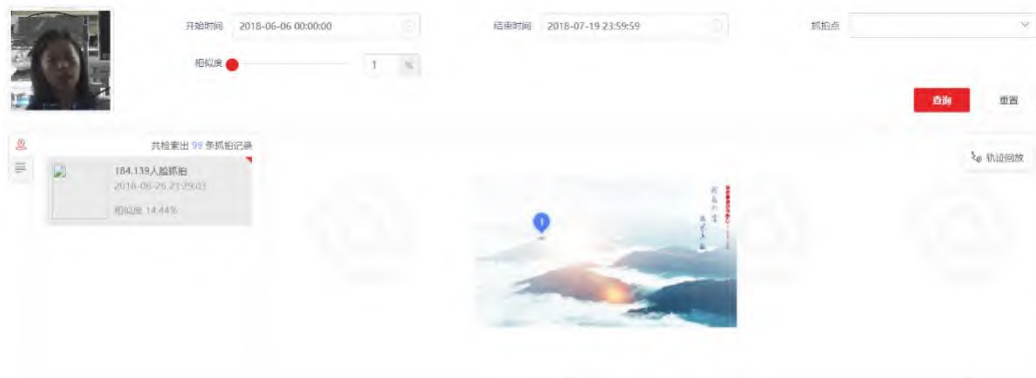 开始时间 2018-06-06 00:00:00 结束时间 2018-07-19 23:59:59 抓拍点
相似度 1 %
查询 重置
共检索出 99 条抓拍记录
轨迹回放
184.139人脸抓拍
2018-06-26 21:29:03
相似度 14.44%
1